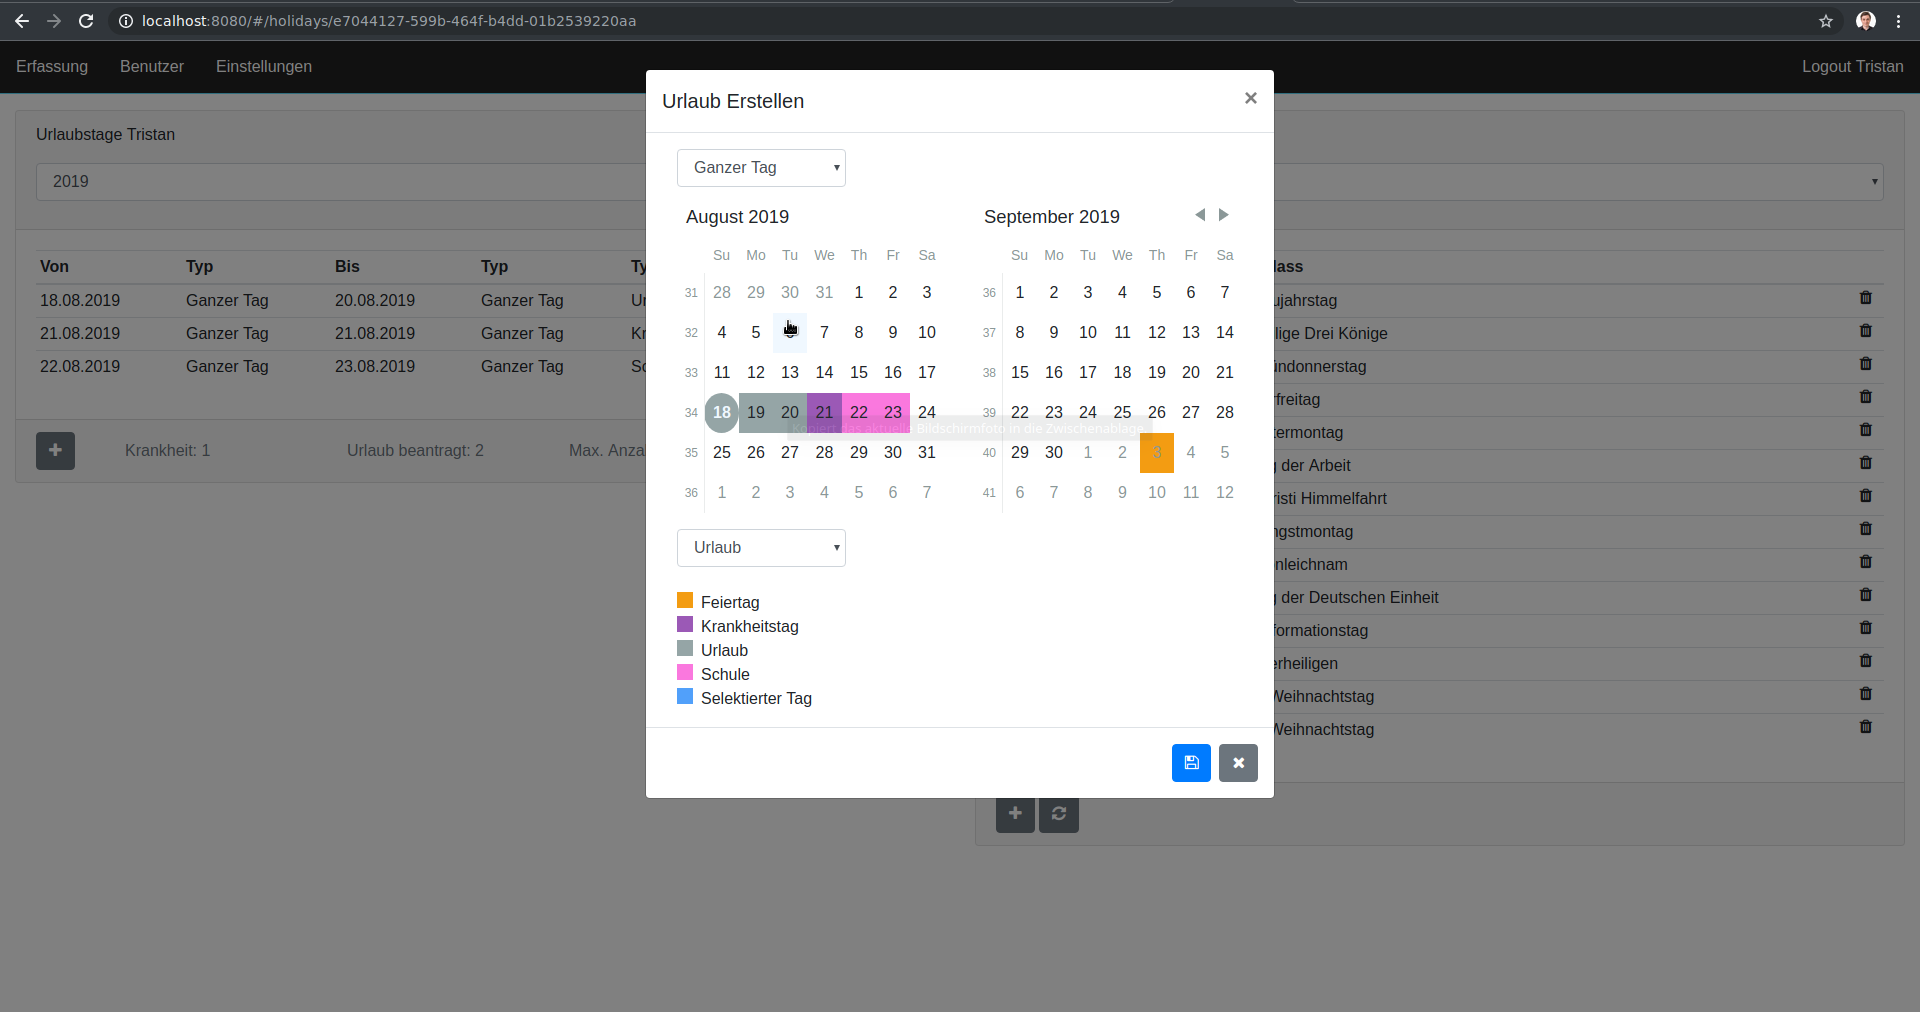 localhost:8080/#/holidays/e7044127-599b-464f-b4dd-01b2539220aa
Erfassung Benutzer Einstellungen Logout Tristan
Urlaubstage Tristan
2019
Von Typ Bis Typ Ty
18.08.2019 Ganzer Tag 20.08.2019 Ganzer Tag Ur
21.08.2019 Ganzer Tag 21.08.2019 Ganzer Tag Kr
22.08.2019 Ganzer Tag 23.08.2019 Ganzer Tag Sc
Krankheit: 1 Urlaub beantragt: 2 Max. Anza
Urlaub Erstellen
Ganzer Tag
August 2019
Su Mo Tu We Th Fr Sa
31 28 29 30 31 1 2 3
32 4 5 6 7 8 9 10
33 11 12 13 14 15 16 17
34 18 19 20 21 22 23 24
35 25 26 27 28 29 30 31
36 1 2 3 4 5 6 7
September 2019
Su Mo Tu We Th Fr Sa
36 1 2 3 4 5 6 7
37 8 9 10 11 12 13 14
38 15 16 17 18 19 20 21
39 22 23 24 25 26 27 28
40 29 30 1 2 3 4 5
41 6 7 8 9 10 11 12
Kopiert das aktuelle Bildschirmfoto in die Zwischenablage
Urlaub
Feiertag
Krankheitstag
Urlaub
Schule
Selektierter Tag
lass
ujahrstag
ilige Drei Könige
ündonnerstag
rfreitag
termontag
g der Arbeit
risti Himmelfahrt
ngstmontag
nleichnam
g der Deutschen Einheit
formationstag
erheiligen
Weihnachtstag
Weihnachtstag